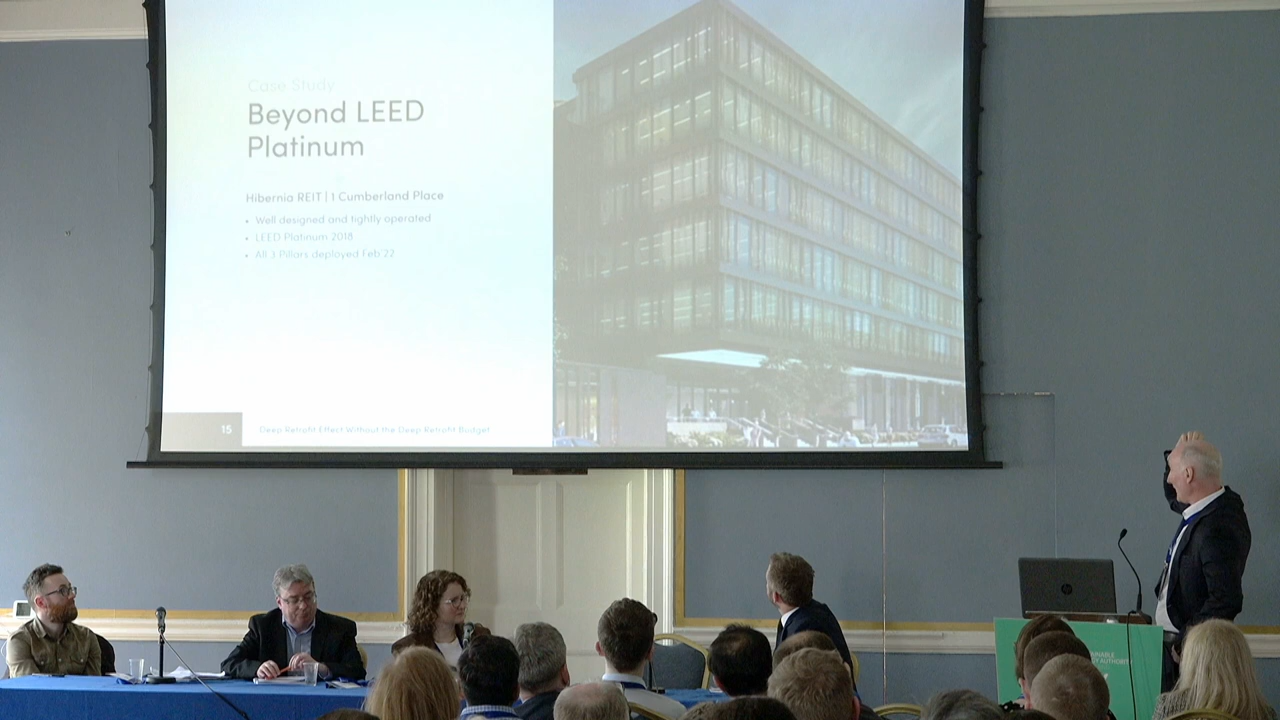 Case Study
Beyond LEED
Platinum
Hibernia REIT | 1 Cumberland Place
• Well designed and tightly operated
• LEED Platinum 2018
• All 3 Pillars deployed Feb'22
15
Deep Retrofit Effect Without the Deep Retrofit Budget
AUTHORITY